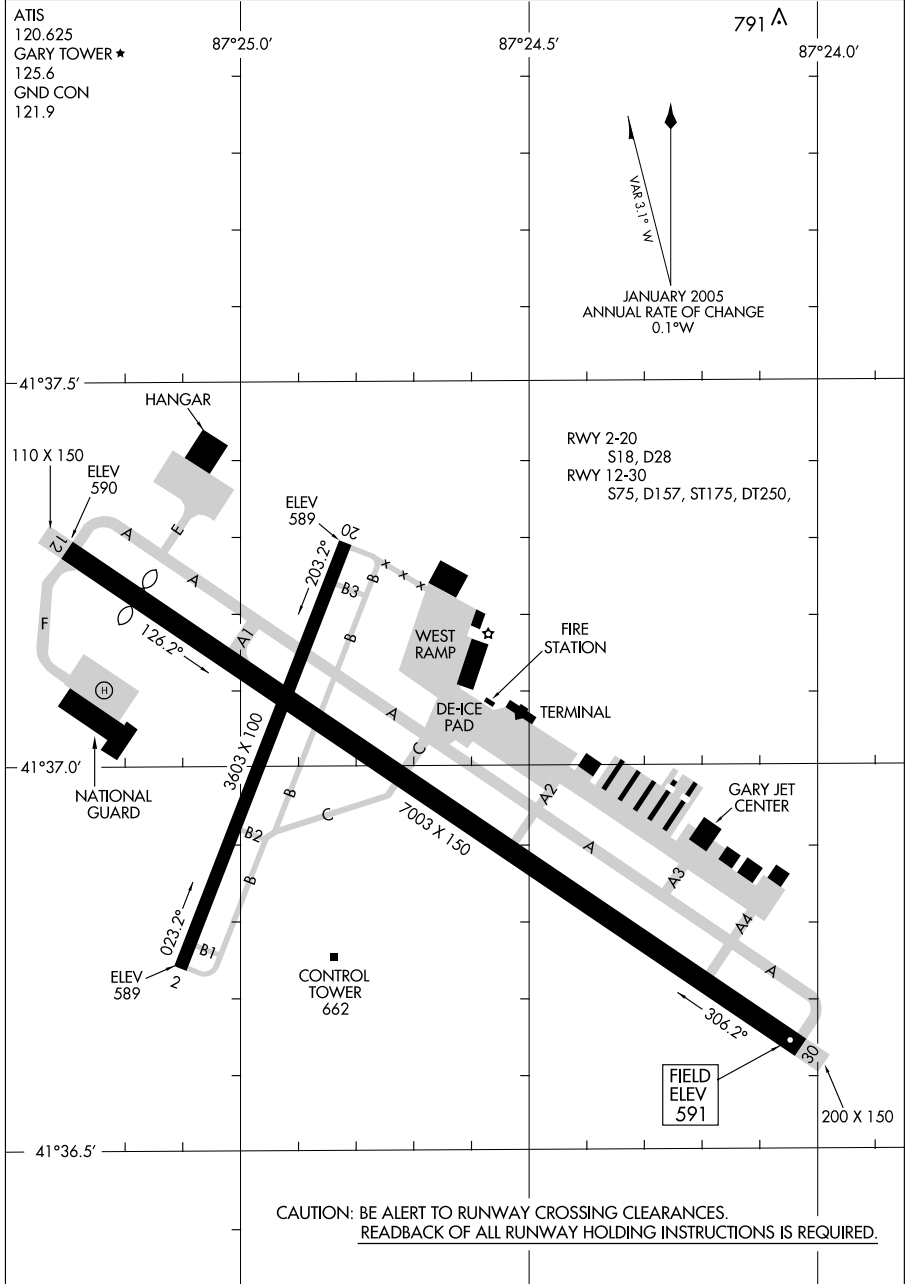 ATIS
120.625
GARY TOWER ★
125.6
GND CON
121.9
87°25.0'
87°24.5'
791
87°24.0'
VAR 3.1° W
JANUARY 2005
ANNUAL RATE OF CHANGE
0.1°W
41°37.5'
HANGAR
RWY 2-20
S18, D28
RWY 12-30
S75, D157, ST175, DT250,
110 X 150
ELEV
590
ELEV
589
20
12
A
E
A
203.2°
B
B3
B
F
126.2°
A1
WEST
RAMP
FIRE
STATION
H
A
DE-ICE
PAD
TERMINAL
C
3603 X 100
41°37.0'
NATIONAL
GUARD
B
C
7003 X 150
A2
GARY JET
CENTER
B2
A
B
A3
023.2°
B1
A4
A
ELEV
589
2
CONTROL
TOWER
662
306.2°
30
FIELD
ELEV
591
200 X 150
41°36.5'
CAUTION: BE ALERT TO RUNWAY CROSSING CLEARANCES.
READBACK OF ALL RUNWAY HOLDING INSTRUCTIONS IS REQUIRED.